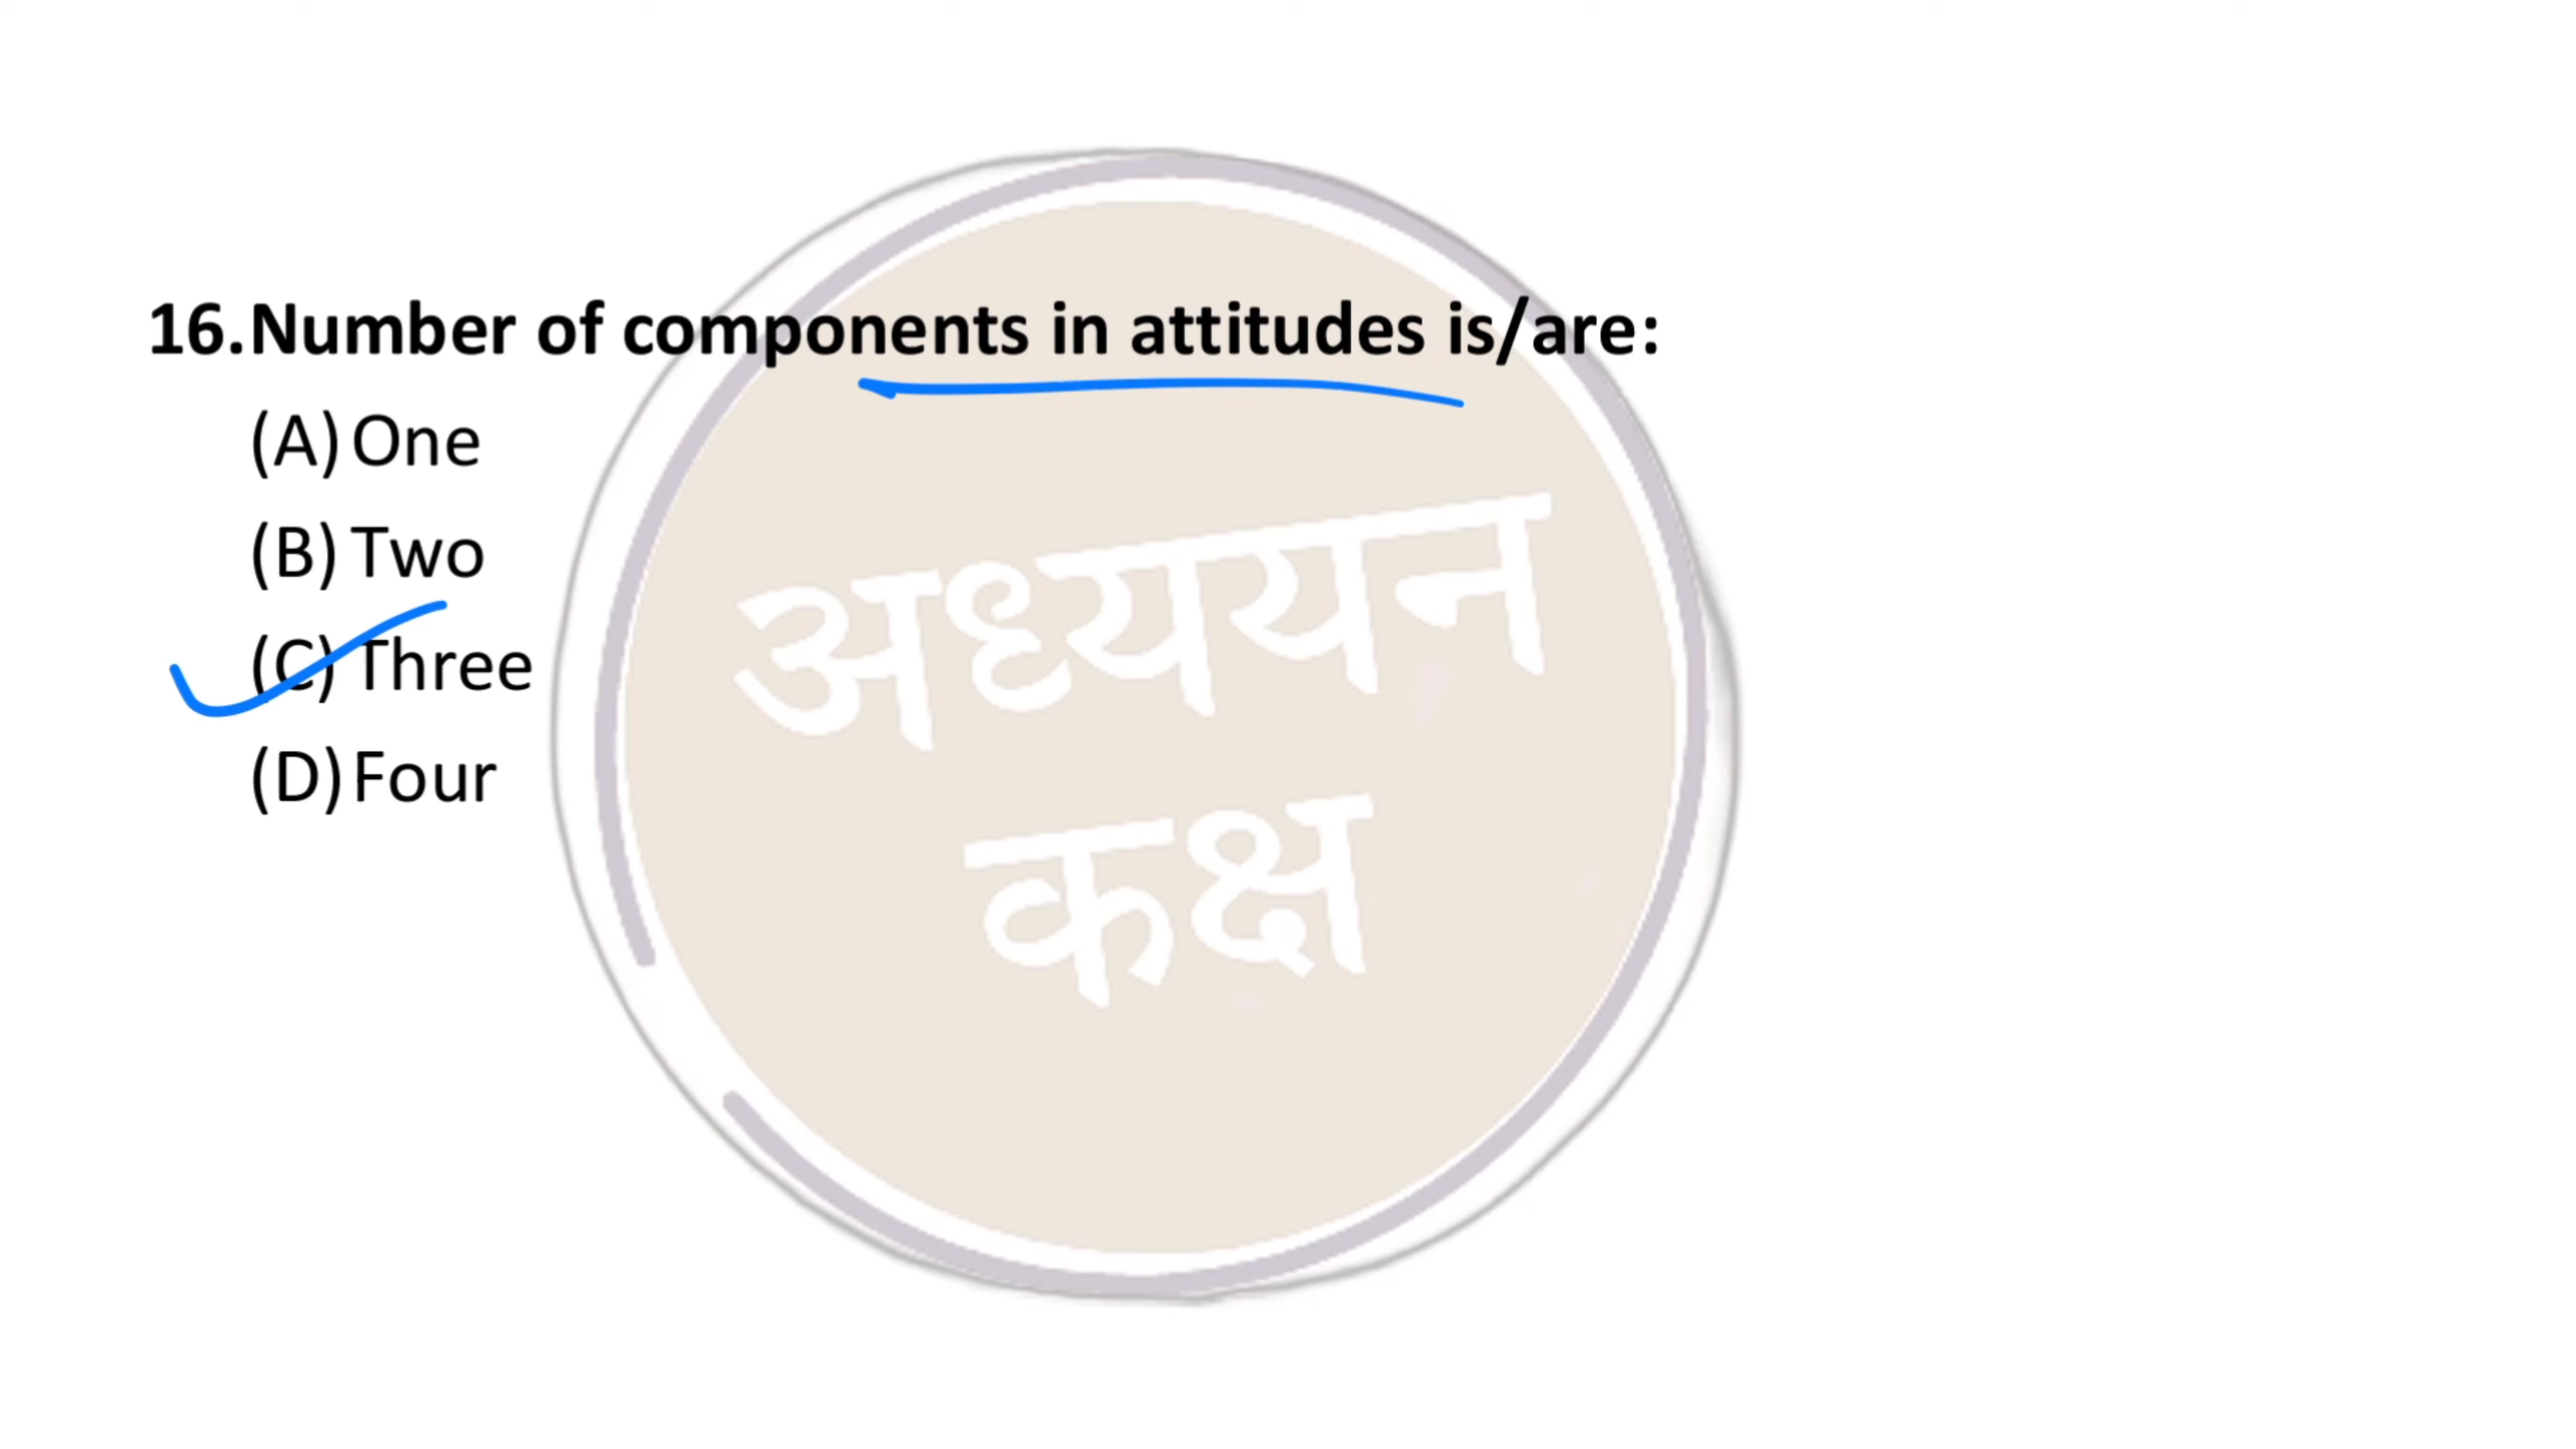 16.Number of components in attitudes is/are:
(A) One
(B) Two
(C) Three
(D) Four
अध्ययन
कक्ष